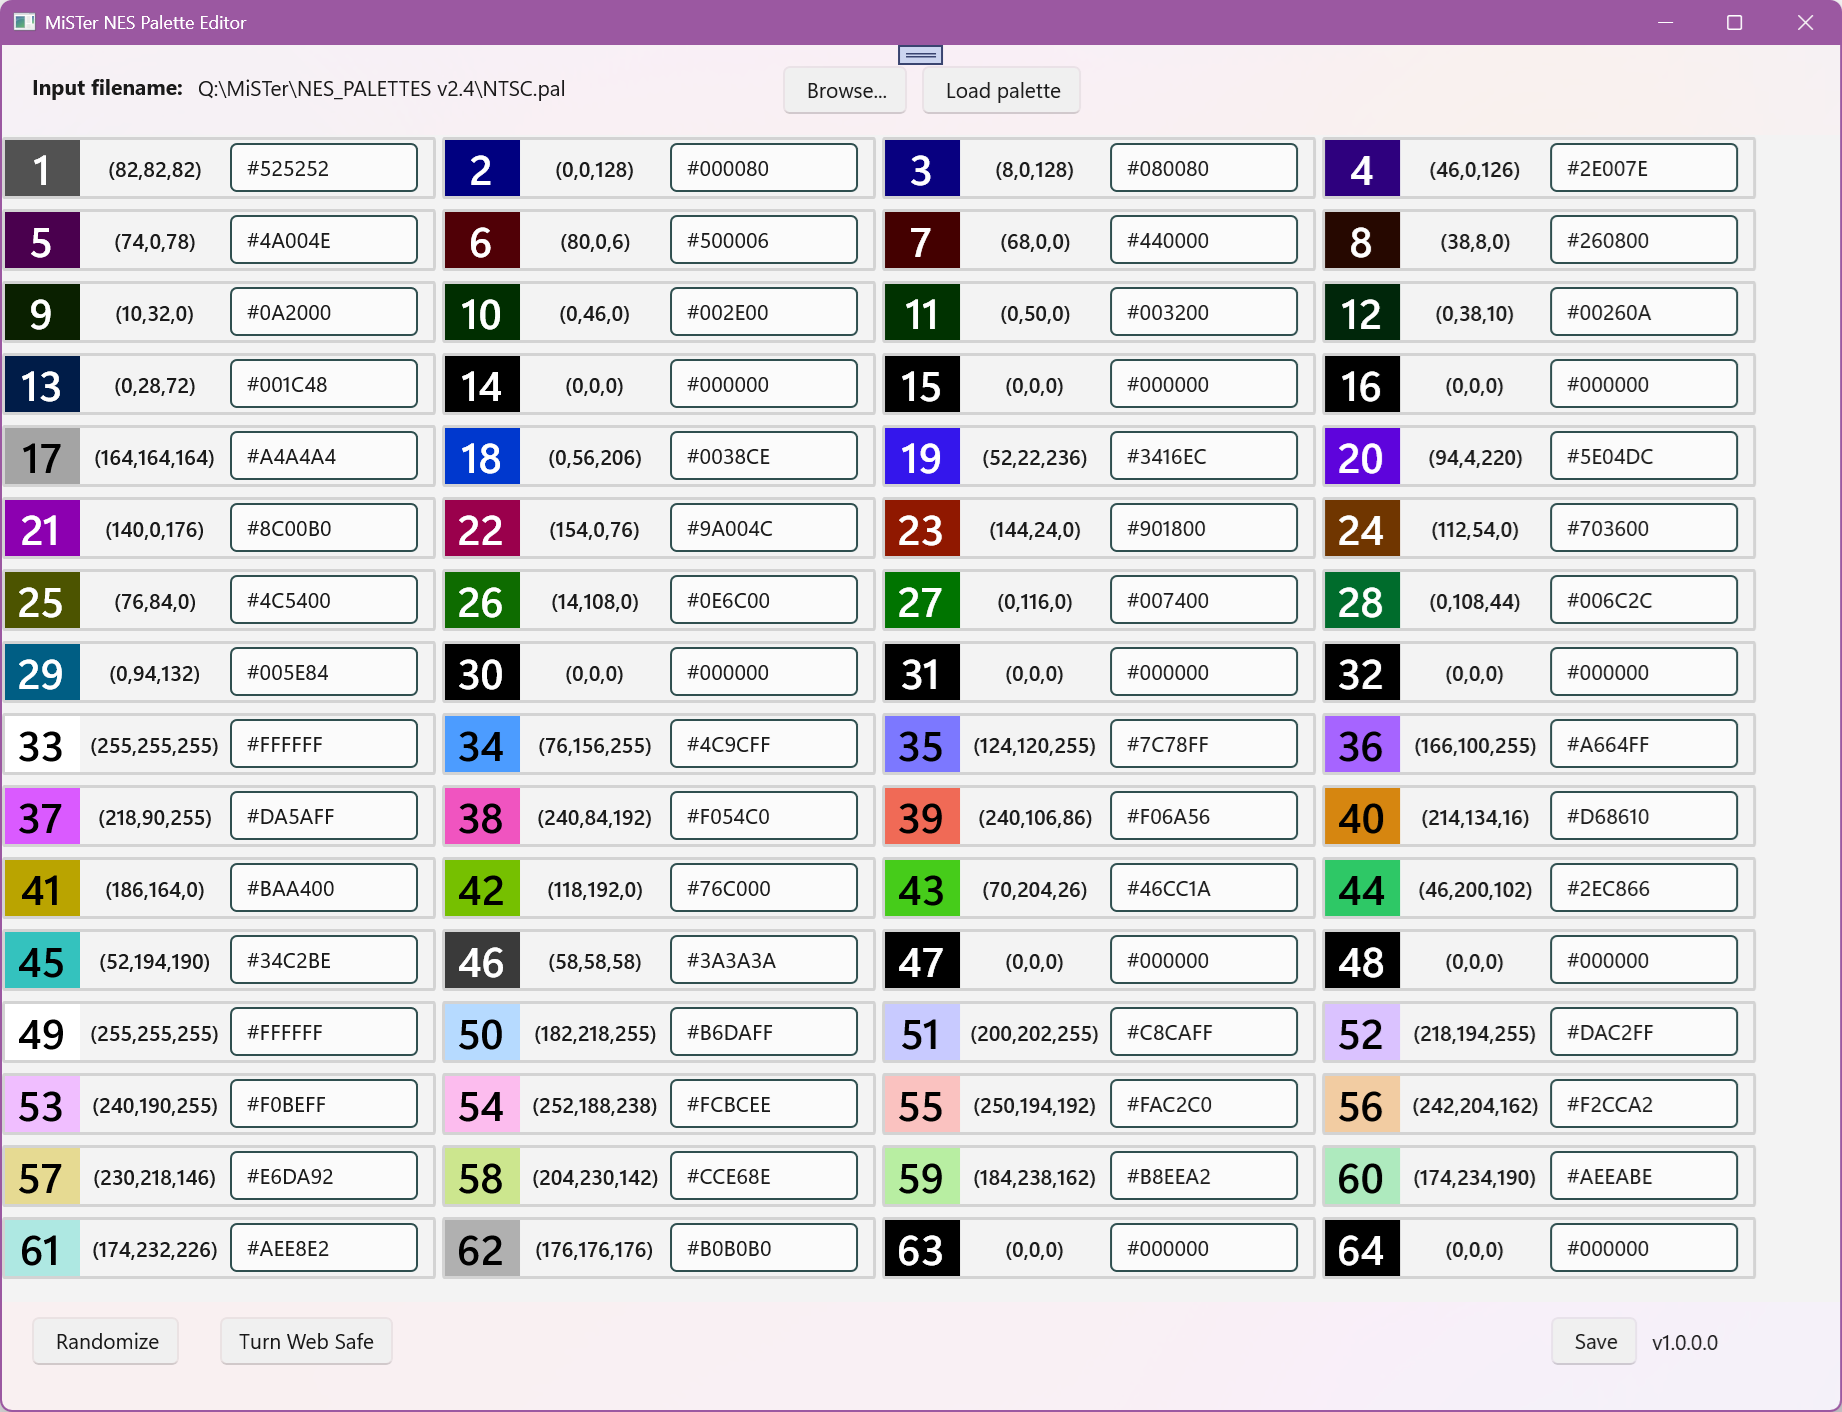 MiSTer NES Palette Editor
Input filename: Q:\MiSTer\NES_PALETTES v2.4\NTSC.pal Browse... Load palette
1 (82,82,82) #525252 2 (0,0,128) #000080 3 (8,0,128) #080080 4 (46,0,126) #2E007E
5 (74,0,78) #4A004E 6 (80,0,6) #500006 7 (68,0,0) #440000 8 (38,8,0) #260800
9 (10,32,0) #0A2000 10 (0,46,0) #002E00 11 (0,50,0) #003200 12 (0,38,10) #00260A
13 (0,28,72) #001C48 14 (0,0,0) #000000 15 (0,0,0) #000000 16 (0,0,0) #000000
17 (164,164,164) #A4A4A4 18 (0,56,206) #0038CE 19 (52,22,236) #3416EC 20 (94,4,220) #5E04DC
21 (140,0,176) #8C00B0 22 (154,0,76) #9A004C 23 (144,24,0) #901800 24 (112,54,0) #703600
25 (76,84,0) #4C5400 26 (14,108,0) #0E6C00 27 (0,116,0) #007400 28 (0,108,44) #006C2C
29 (0,94,132) #005E84 30 (0,0,0) #000000 31 (0,0,0) #000000 32 (0,0,0) #000000
33 (255,255,255) #FFFFFF 34 (76,156,255) #4C9CFF 35 (124,120,255) #7C78FF 36 (166,100,255) #A664FF
37 (218,90,255) #DA5AFF 38 (240,84,192) #F054C0 39 (240,106,86) #F06A56 40 (214,134,16) #D68610
41 (186,164,0) #BAA400 42 (118,192,0) #76C000 43 (70,204,26) #46CC1A 44 (46,200,102) #2EC866
45 (52,194,190) #34C2BE 46 (58,58,58) #3A3A3A 47 (0,0,0) #000000 48 (0,0,0) #000000
49 (255,255,255) #FFFFFF 50 (182,218,255) #B6DAFF 51 (200,202,255) #C8CAFF 52 (218,194,255) #DAC2FF
53 (240,190,255) #F0BEFF 54 (252,188,238) #FCBCEE 55 (250,194,192) #FAC2C0 56 (242,204,162) #F2CCA2
57 (230,218,146) #E6DA92 58 (204,230,142) #CCE68E 59 (184,238,162) #B8EEA2 60 (174,234,190) #AEEABE
61 (174,232,226) #AEE8E2 62 (176,176,176) #B0B0B0 63 (0,0,0) #000000 64 (0,0,0) #000000
Randomize Turn Web Safe Save v1.0.0.0